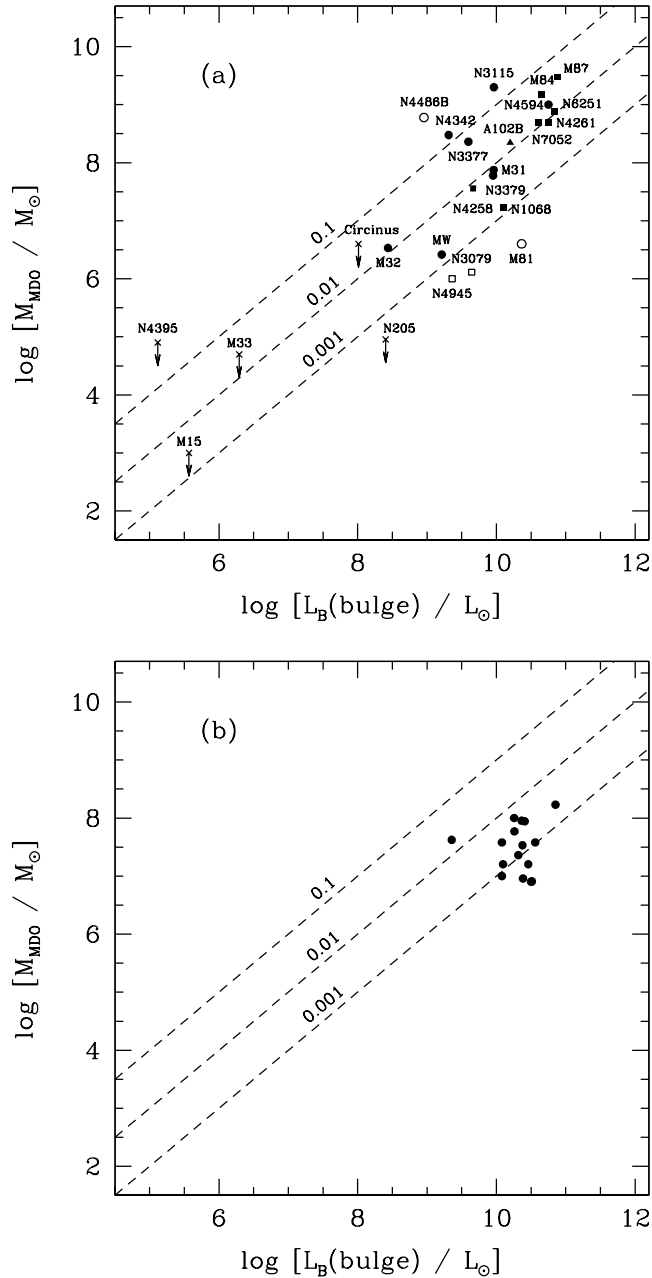 (a)
M87
N3115
M84
N4486B
N4594
N6251
N4342
A102B
N4261
N7052
N3377
M31
N3379
0.1
Circinus
N4258
N1068
M32
MW
N3079
M81
0.01
N4945
N4395
M33
0.001
N205
M15
10
8
6
4
2
log [M_MDO / M_⊙]
6 8 10 12
log [L_B(bulge) / L_⊙]
(b)
0.1
0.01
0.001
10
8
6
4
2
log [M_MDO / M_⊙]
6 8 10 12
log [L_B(bulge) / L_⊙]